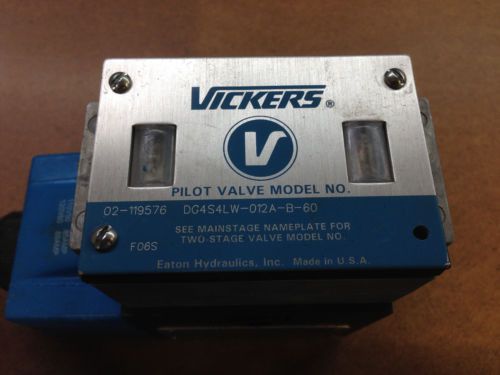 VICKERS®
V
PILOT VALVE MODEL NO.
02-119576 DG4S4LW-012A-B-60
SEE MAINSTAGE NAMEPLATE FOR
TWO-STAGE VALVE MODEL NO.
F06S
Eaton Hydraulics, Inc. Made in U.S.A.